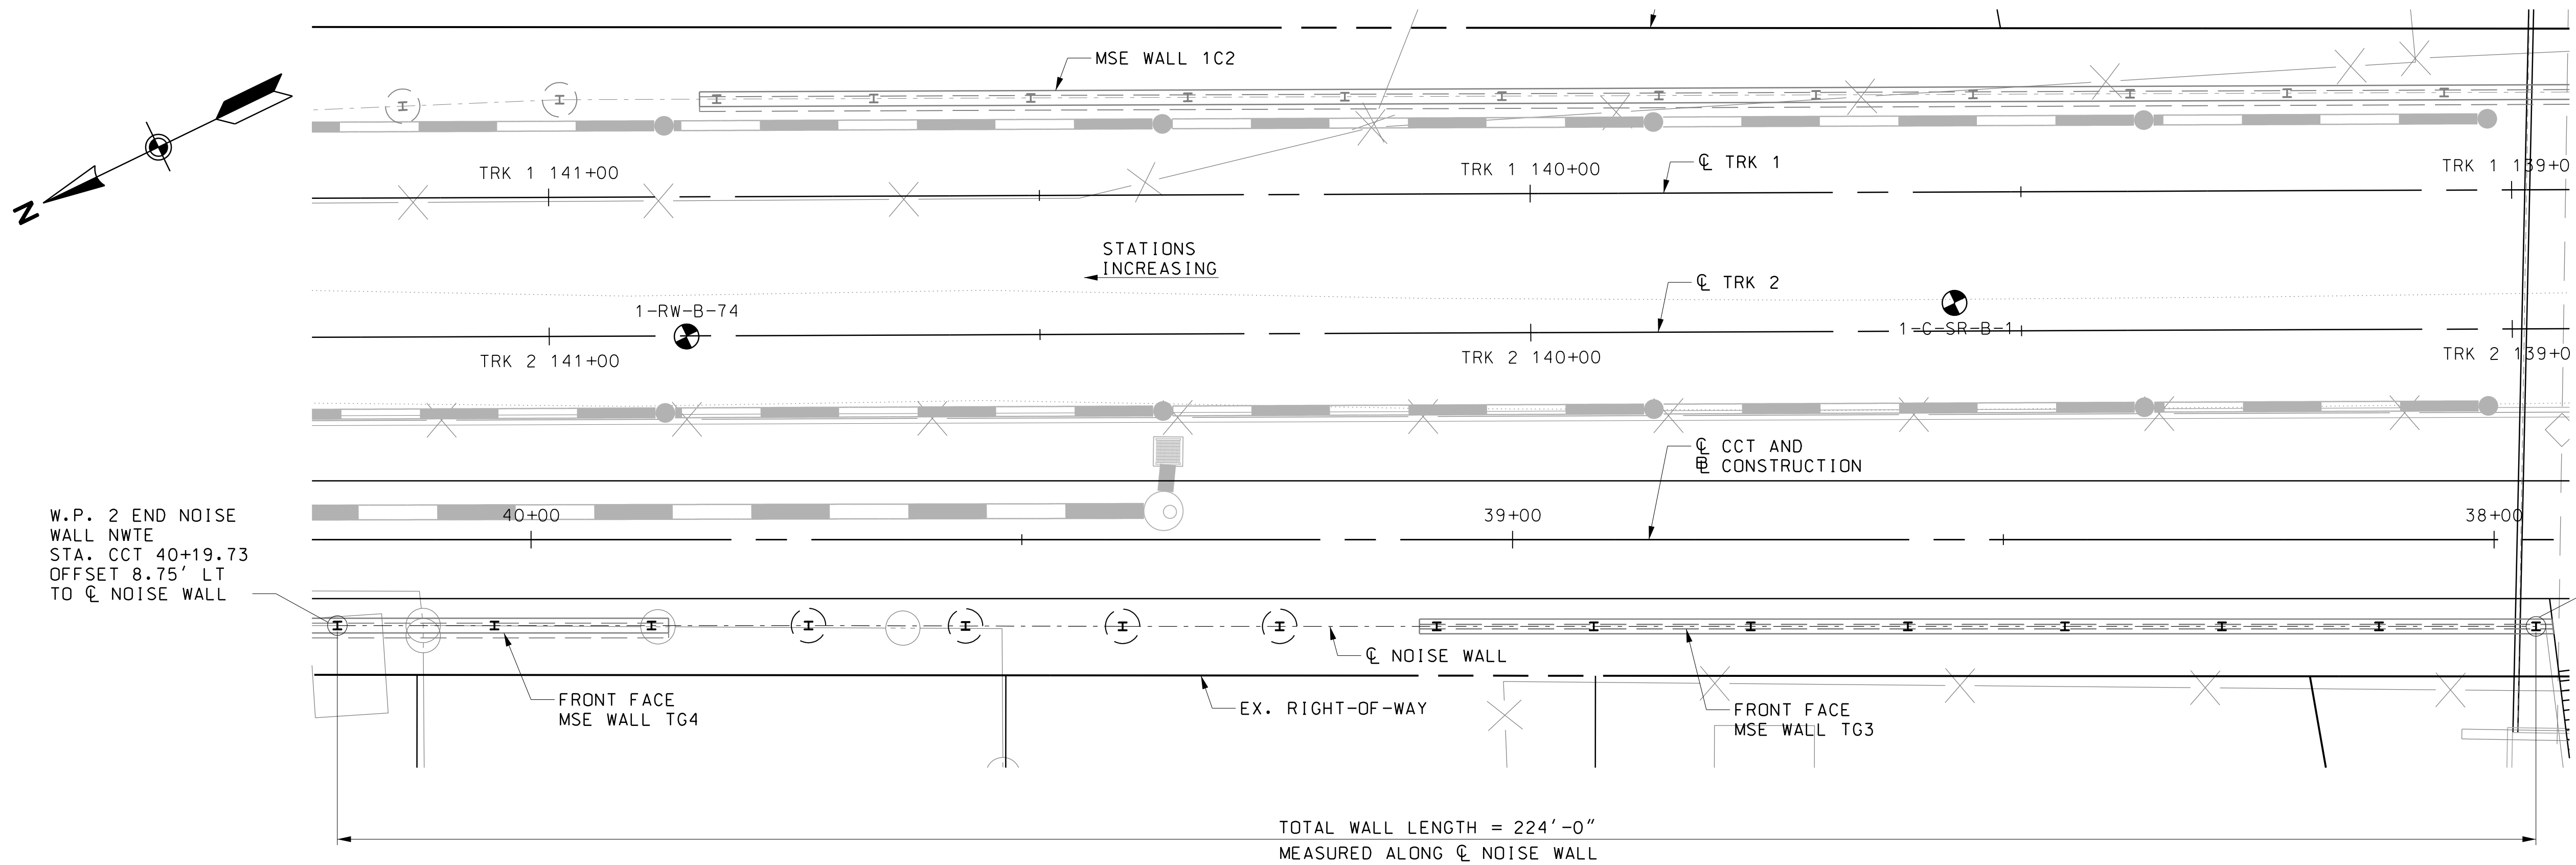 MSE WALL 1C2
N
TRK 1 141+00
TRK 1 140+00
℄ TRK 1
TRK 1 139+0
STATIONS
INCREASING
℄ TRK 2
1-RW-B-74
1-C-SR-B-1
TRK 2 141+00
TRK 2 140+00
TRK 2 139+0
℄ CCT AND
BL CONSTRUCTION
W.P. 2 END NOISE
WALL NWTE
STA. CCT 40+19.73
OFFSET 8.75' LT
TO ℄ NOISE WALL
40+00
39+00
38+00
℄ NOISE WALL
FRONT FACE
MSE WALL TG4
EX. RIGHT-OF-WAY
FRONT FACE
MSE WALL TG3
TOTAL WALL LENGTH = 224'-0"
MEASURED ALONG ℄ NOISE WALL